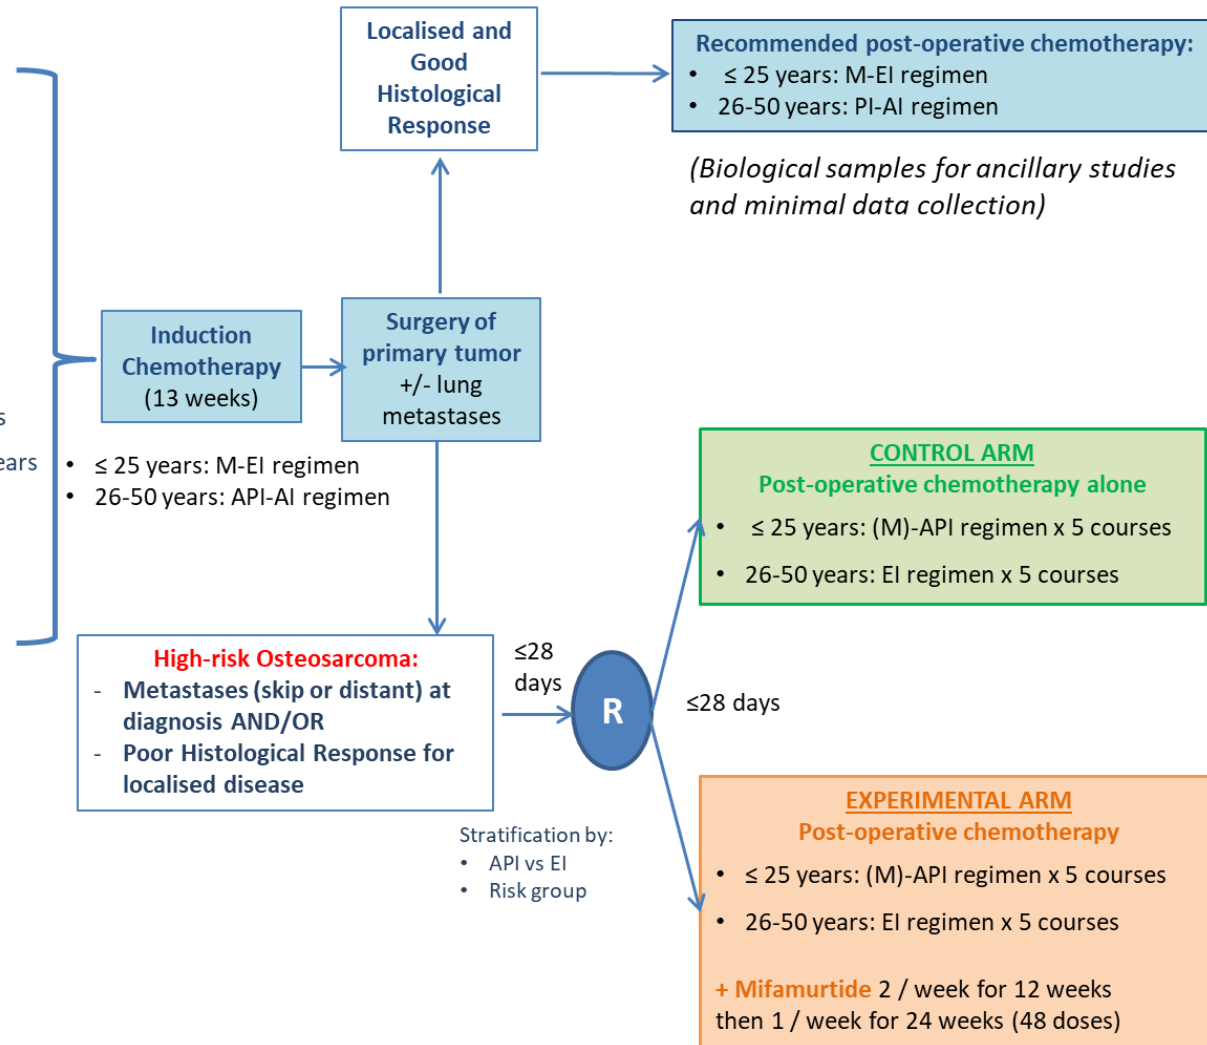 Localised and
Good
Histological
Response
Recommended post-operative chemotherapy:
• ≤ 25 years: M-EI regimen
• 26-50 years: PI-AI regimen
(Biological samples for ancillary studies
and minimal data collection)
Induction
Chemotherapy
(13 weeks)
Surgery of
primary tumor
+/- lung
metastases
• ≤ 25 years: M-EI regimen
• 26-50 years: API-AI regimen
CONTROL ARM
Post-operative chemotherapy alone
• ≤ 25 years: (M)-API regimen x 5 courses
• 26-50 years: EI regimen x 5 courses
High-risk Osteosarcoma:
- Metastases (skip or distant) at
diagnosis AND/OR
- Poor Histological Response for
localised disease
≤28
days
R
≤28 days
Stratification by:
• API vs EI
• Risk group
EXPERIMENTAL ARM
Post-operative chemotherapy
• ≤ 25 years: (M)-API regimen x 5 courses
• 26-50 years: EI regimen x 5 courses
+ Mifamurtide 2 / week for 12 weeks
then 1 / week for 24 weeks (48 doses)